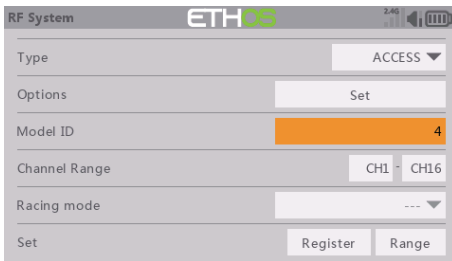 RF System ETHOS 2.4G
Type ACCESS
Options Set
Model ID 4
Channel Range CH1 - CH16
Racing mode ---
Set Register Range